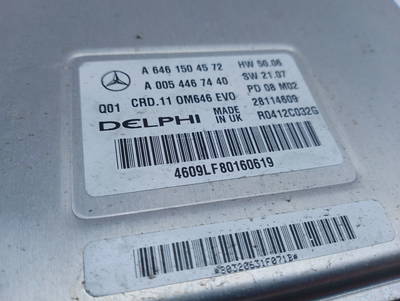 A 646 150 45 72 HW 50.06
A 005 446 74 40 SW 21.07
Q01 CRD.11 OM646 EVO PD 08 M02
DELPHI MADE IN UK 28114609
R0412C032G
4609LF80160619
*80320631F071B#